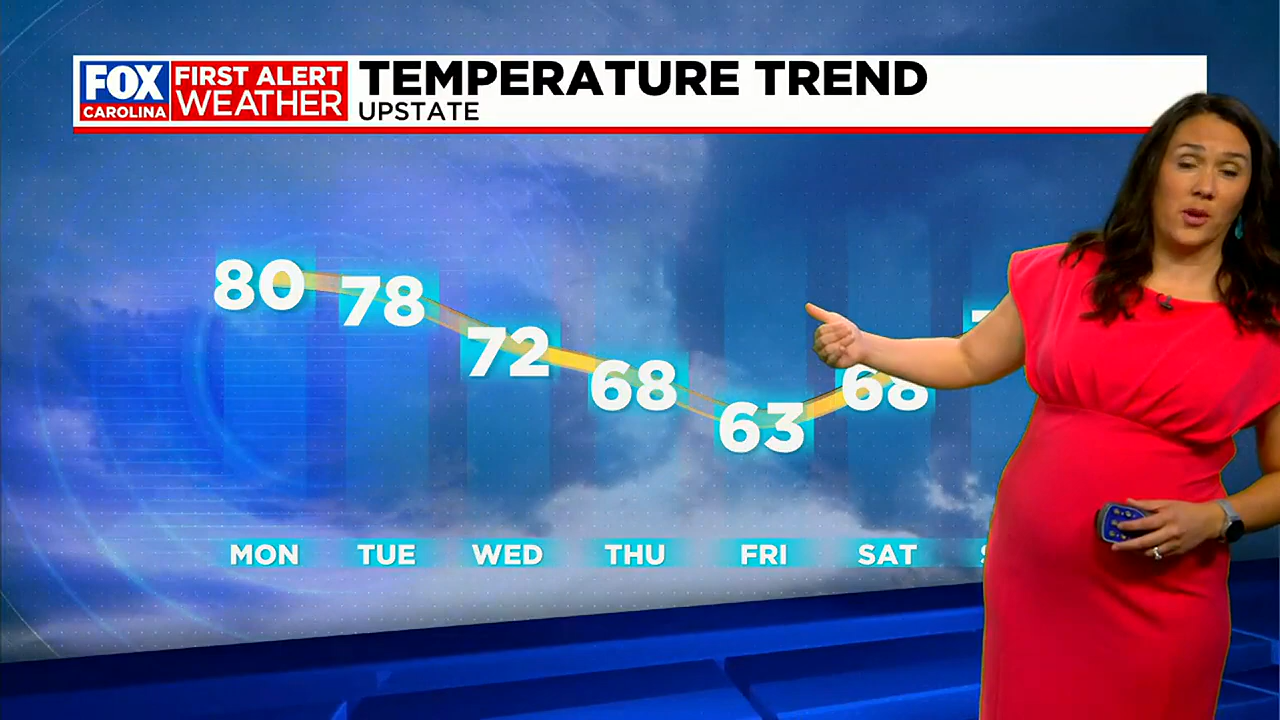 FOX
CAROLINA
FIRST ALERT
WEATHER
TEMPERATURE TREND
UPSTATE
80
78
72
68
63
68
MON TUE WED THU FRI SAT